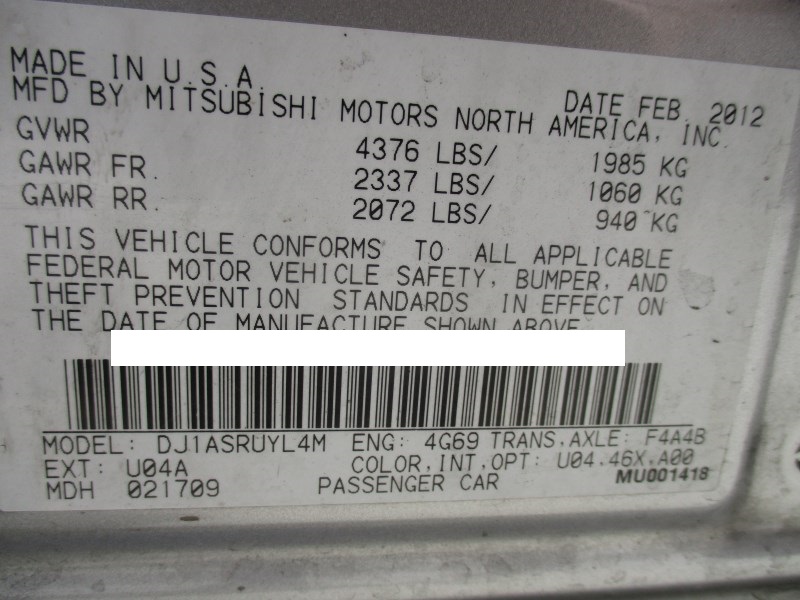 MADE IN U.S.A. DATE FEB. 2012
MFD BY MITSUBISHI MOTORS NORTH AMERICA, INC.
GVWR 4376 LBS/ 1985 KG
GAWR FR. 2337 LBS/ 1060 KG
GAWR RR. 2072 LBS/ 940 KG
THIS VEHICLE CONFORMS TO ALL APPLICABLE
FEDERAL MOTOR VEHICLE SAFETY, BUMPER, AND
THEFT PREVENTION STANDARDS IN EFFECT ON
THE DATE OF MANUFACTURE SHOWN ABOVE.
MODEL: DJ1ASRUYL4M ENG: 4G69 TRANS,AXLE: F4A4B
EXT: U04A COLOR,INT,OPT: U04.46X.A00
MDH 021709 PASSENGER CAR MU001418